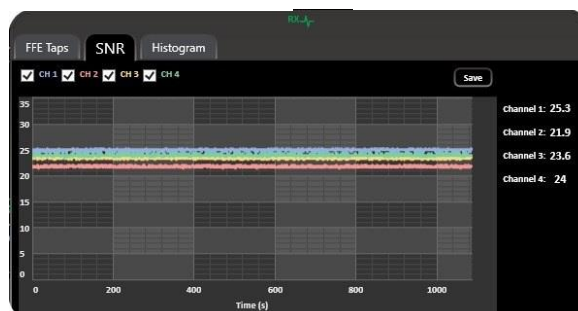 RX
FFE Taps SNR Histogram
CH 1 CH 2 CH 3 CH 4
Save
35
30
25
20
15
10
5
0
0 200 400 600 800 1000
Time (s)
Channel 1: 25.3
Channel 2: 21.9
Channel 3: 23.6
Channel 4: 24